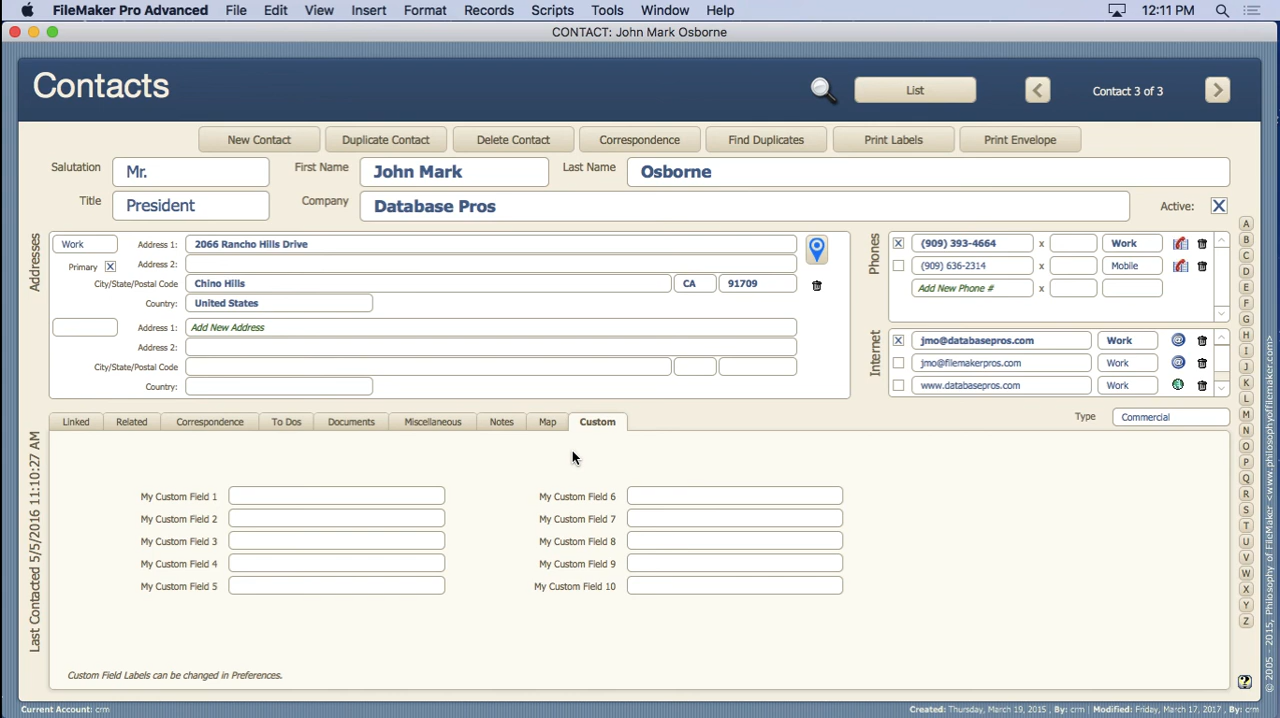 FileMaker Pro Advanced File Edit View Insert Format Records Scripts Tools Window Help 12:11 PM
CONTACT: John Mark Osborne
Contacts
List
Contact 3 of 3
New Contact Duplicate Contact Delete Contact Correspondence Find Duplicates Print Labels Print Envelope
Salutation Mr. First Name John Mark Last Name Osborne
Title President Company Database Pros Active: X
Addresses
Work Address 1: 2066 Rancho Hills Drive
Primary X Address 2:
City/State/Postal Code Chino Hills CA 91709
Country: United States
Address 1: Add New Address
Address 2:
City/State/Postal Code
Country:
Phones
X (909) 393-4664 x Work
(909) 636-2314 x Mobile
Add New Phone # x
Internet
X jmo@databasepros.com Work @
jmo@filemakerpros.com Work @
www.databasepros.com Work
Linked Related Correspondence To Dos Documents Miscellaneous Notes Map Custom
Type Commercial
Last Contacted 5/5/2016 11:10:27 AM
My Custom Field 1 My Custom Field 6
My Custom Field 2 My Custom Field 7
My Custom Field 3 My Custom Field 8
My Custom Field 4 My Custom Field 9
My Custom Field 5 My Custom Field 10
Custom Field Labels can be changed in Preferences.
A
B
C
D
E
F
G
H
I
J
K
L
M
N
O
P
Q
R
S
T
U
V
W
X
Y
Z
?
© 2005 - 2015, Philosophy of FileMaker <www.philosophyoffilemaker.com>
Current Account: crm
Created: Thursday, March 19, 2015 , By: crm | Modified: Friday, March 17, 2017 , By: crm